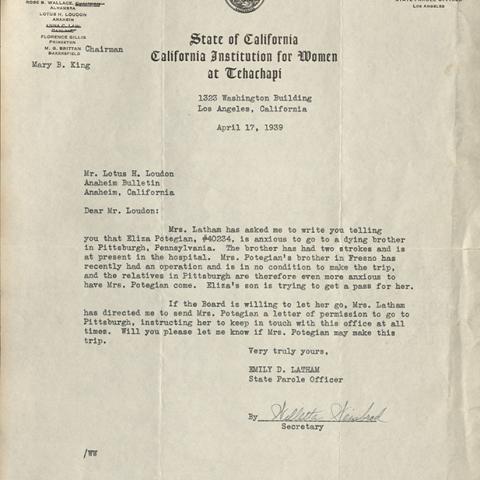 ROSE B. WALLACE,
ALHAMBRA
LOTUS H. LOUDON
ANAHEIM
FLORENCE GILLIS
PRINCETON
M. G. BRITTAN Chairman
BAKERSFIELD
Mary B. King
LOS ANGELES
State of California
California Institution for Women
at Tehachapi
1323 Washington Building
Los Angeles, California
April 17, 1939
Mr. Lotus H. Loudon
Anaheim Bulletin
Anaheim, California
Dear Mr. Loudon:
Mrs. Latham has asked me to write you telling
you that Eliza Potegian, #40234, is anxious to go to a dying brother
in Pittsburgh, Pennsylvania. The brother has had two strokes and is
at present in the hospital. Mrs. Potegian's brother in Fresno has
recently had an operation and is in no condition to make the trip,
and the relatives in Pittsburgh are therefore even more anxious to
have Mrs. Potegian come. Eliza's son is trying to get a pass for her.
If the Board is willing to let her go, Mrs. Latham
has directed me to send Mrs. Potegian a letter of permission to go to
Pittsburgh, instructing her to keep in touch with this office at all
times. Will you please let me know if Mrs. Potegian may make this
trip.
Very truly yours,
EMILY D. LATHAM
State Parole Officer
By
Secretary
/ww